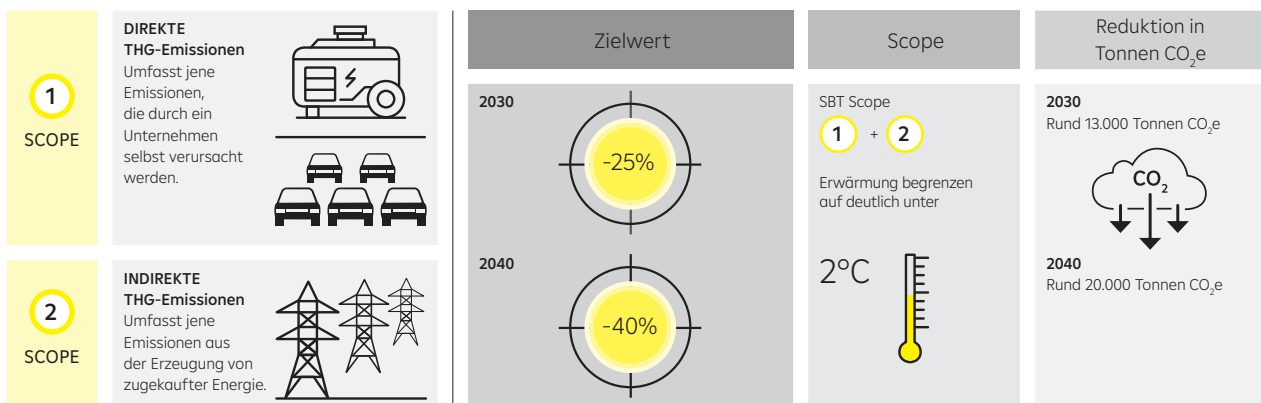 1
SCOPE
DIREKTE
THG-Emissionen
Umfasst jene
Emissionen,
die durch ein
Unternehmen
selbst verursacht
werden.
2
SCOPE
INDIREKTE
THG-Emissionen
Umfasst jene
Emissionen aus
der Erzeugung von
zugekaufter Energie.
Zielwert
2030
-25%
2040
-40%
Scope
SBT Scope
1 + 2
Erwärmung begrenzen
auf deutlich unter
2°C
Reduktion in
Tonnen CO₂e
2030
Rund 13.000 Tonnen CO₂e
CO₂
2040
Rund 20.000 Tonnen CO₂e